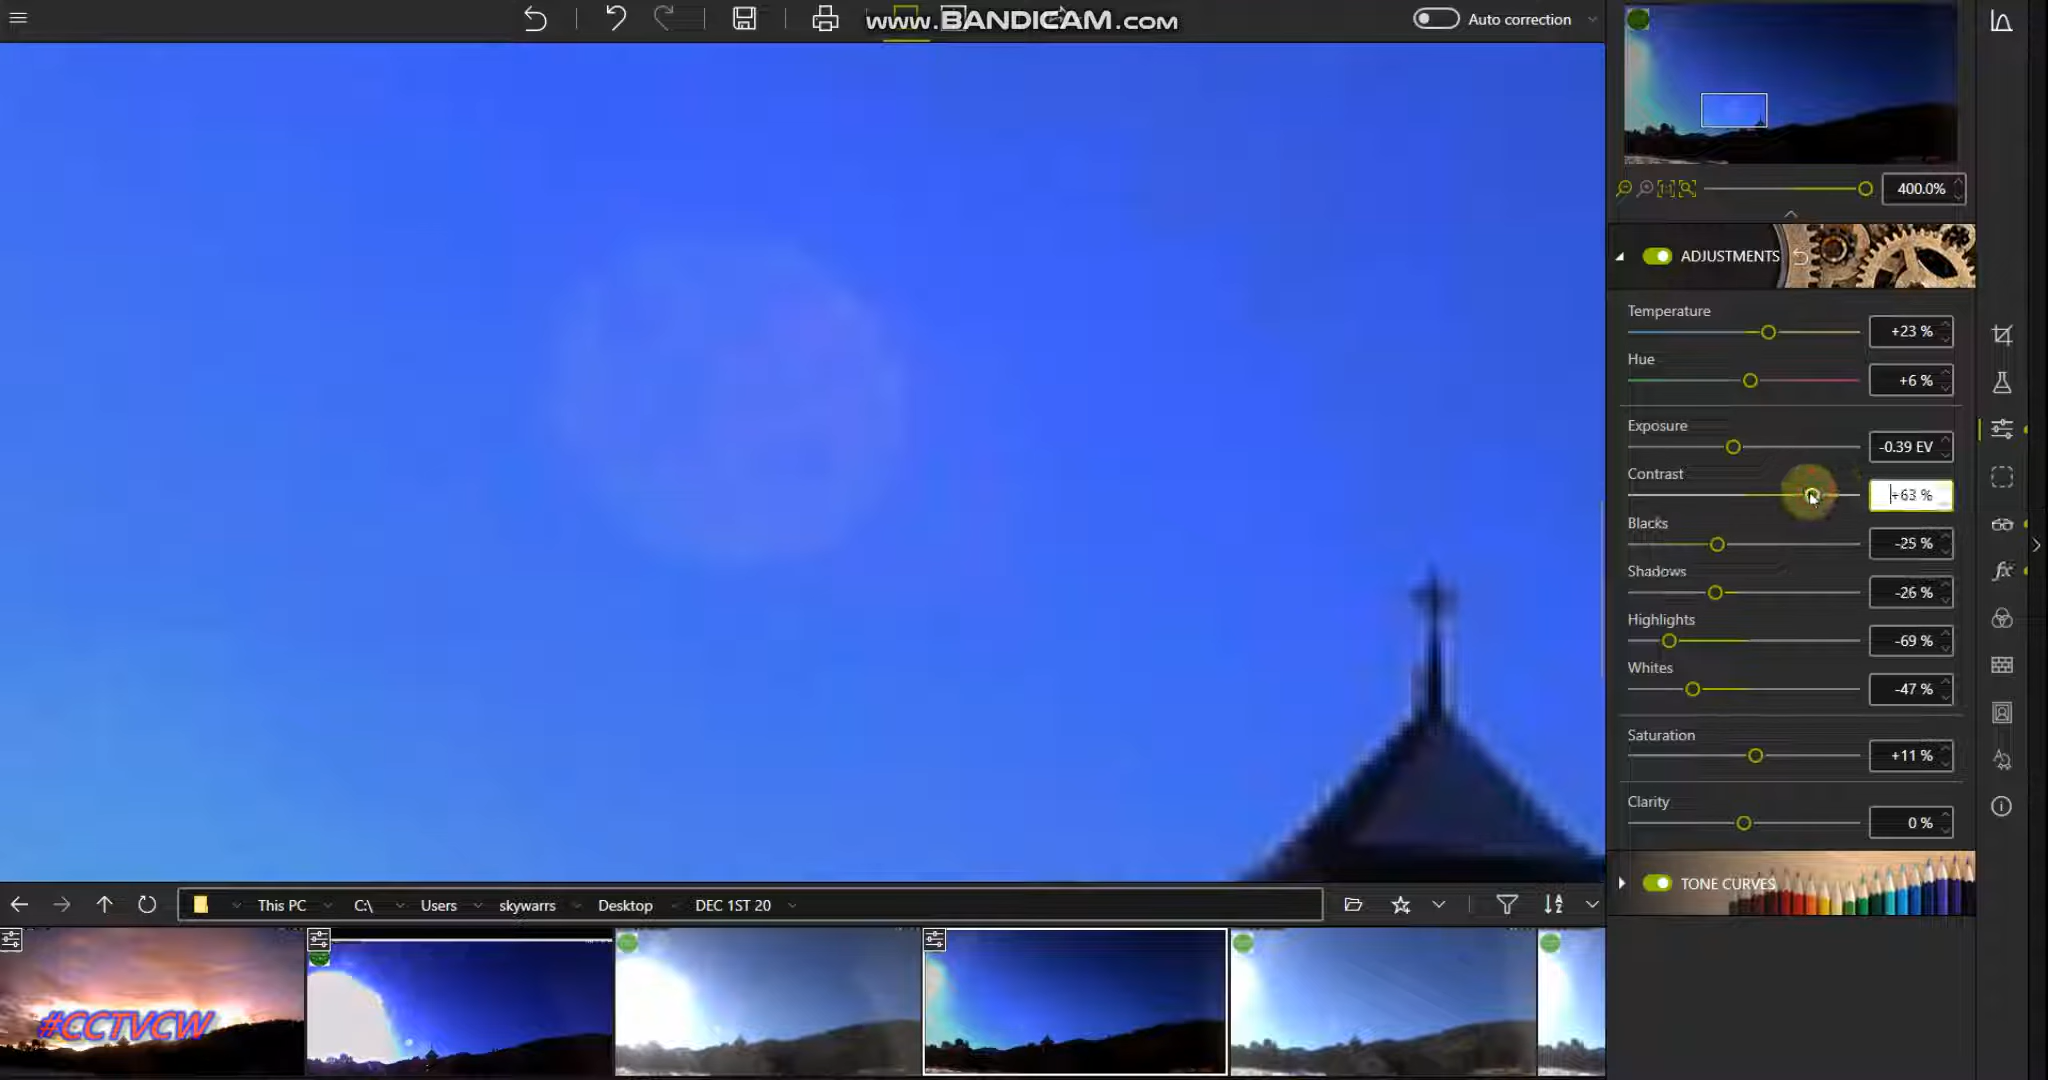 www.BANDICAM.com
Auto correction
400.0%
ADJUSTMENTS
Temperature
+23 %
Hue
+6 %
Exposure
-0.39 EV
Contrast
+63 %
Blacks
-25 %
Shadows
-26 %
Highlights
-69 %
Whites
-47 %
Saturation
+11 %
Clarity
0 %
TONE CURVES
This PC C:\ Users skywarrs Desktop DEC 1ST 20
#CCTVCW